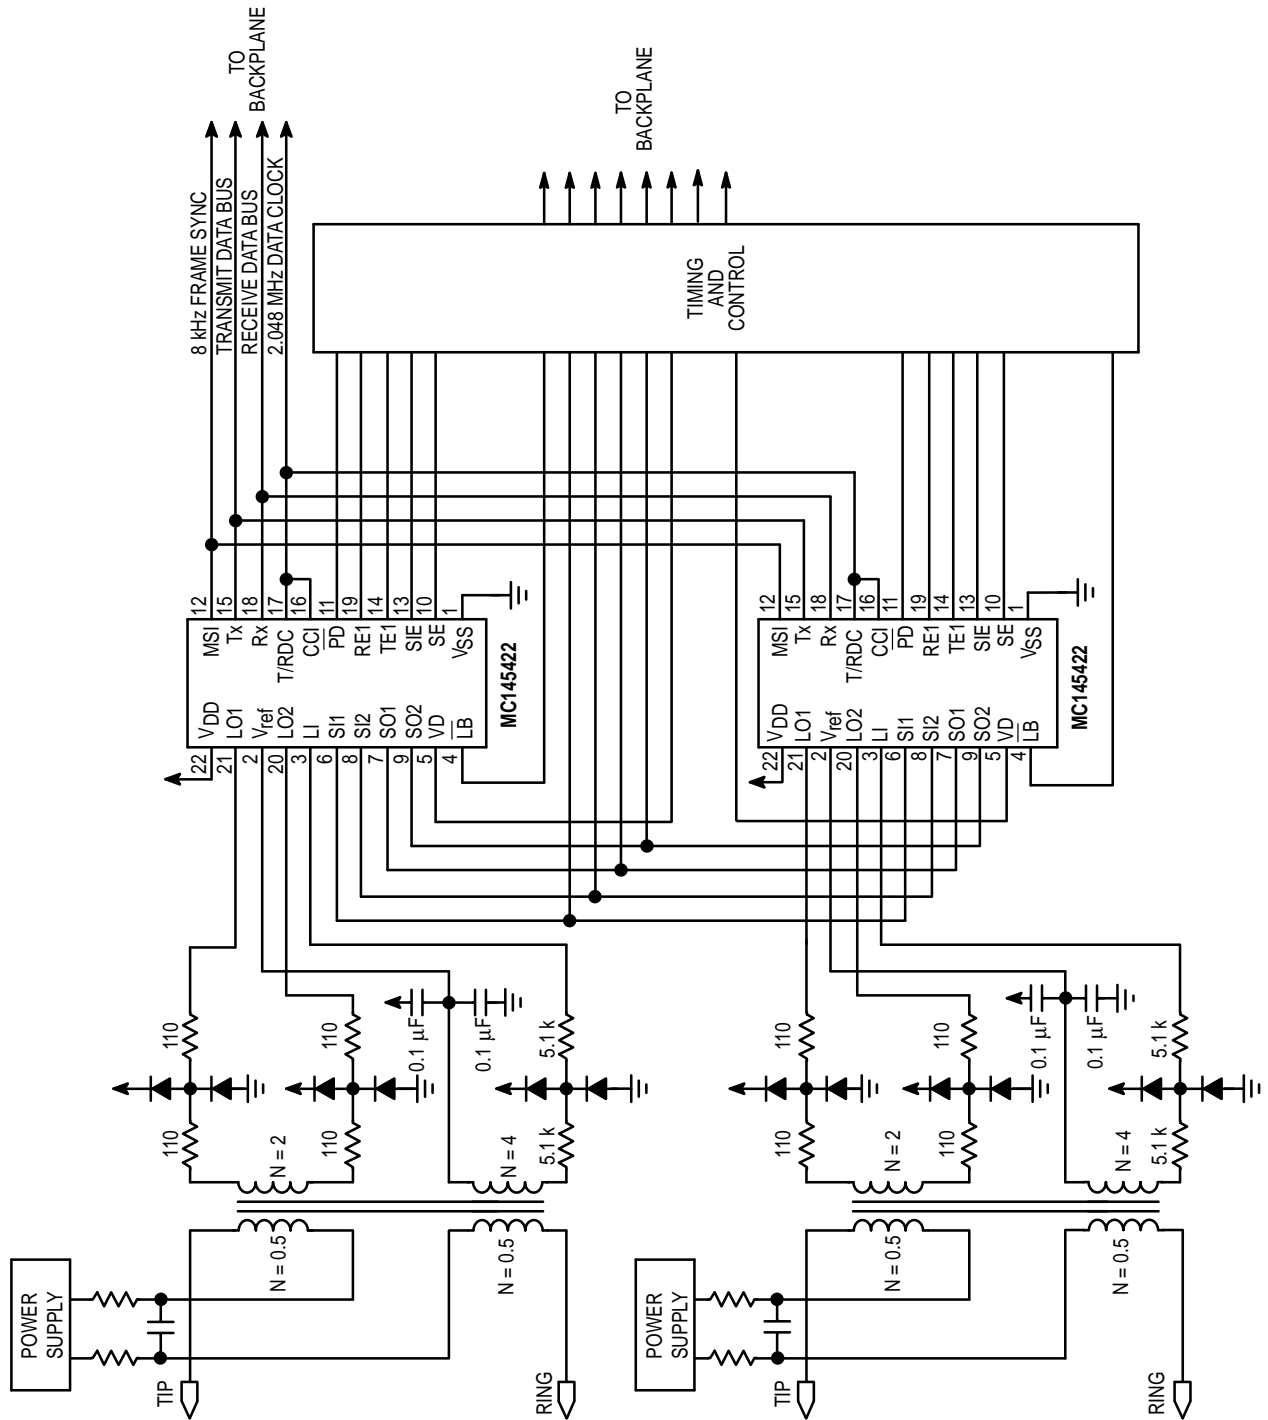 TO
BACKPLANE
8 kHz FRAME SYNC
TRANSMIT DATA BUS
RECEIVE DATA BUS
2.048 MHz DATA CLOCK
TO
BACKPLANE
TIMING
AND
CONTROL
12
15
18
17
16
11
19
14
13
10
1
MSI
Tx
Rx
T/RDC
CCI
PD
RE1
TE1
SIE
SE
VSS
MC145422
VDD
LO1
Vref
LO2
LI
SI1
SI2
SO1
SO2
VD
LB
22
21
2
20
3
6
8
7
9
5
4
12
15
18
17
16
11
19
14
13
10
1
MSI
Tx
Rx
T/RDC
CCI
PD
RE1
TE1
SIE
SE
VSS
MC145422
VDD
LO1
Vref
LO2
LI
SI1
SI2
SO1
SO2
VD
LB
22
21
2
20
3
6
8
7
9
5
4
110
110
0.1 µF
0.1 µF
5.1 k
110
110
0.1 µF
0.1 µF
5.1 k
110
N = 2
110
N = 4
5.1 k
110
N = 2
110
N = 4
5.1 k
N = 0.5
N = 0.5
N = 0.5
N = 0.5
POWER
SUPPLY
POWER
SUPPLY
TIP
RING
TIP
RING